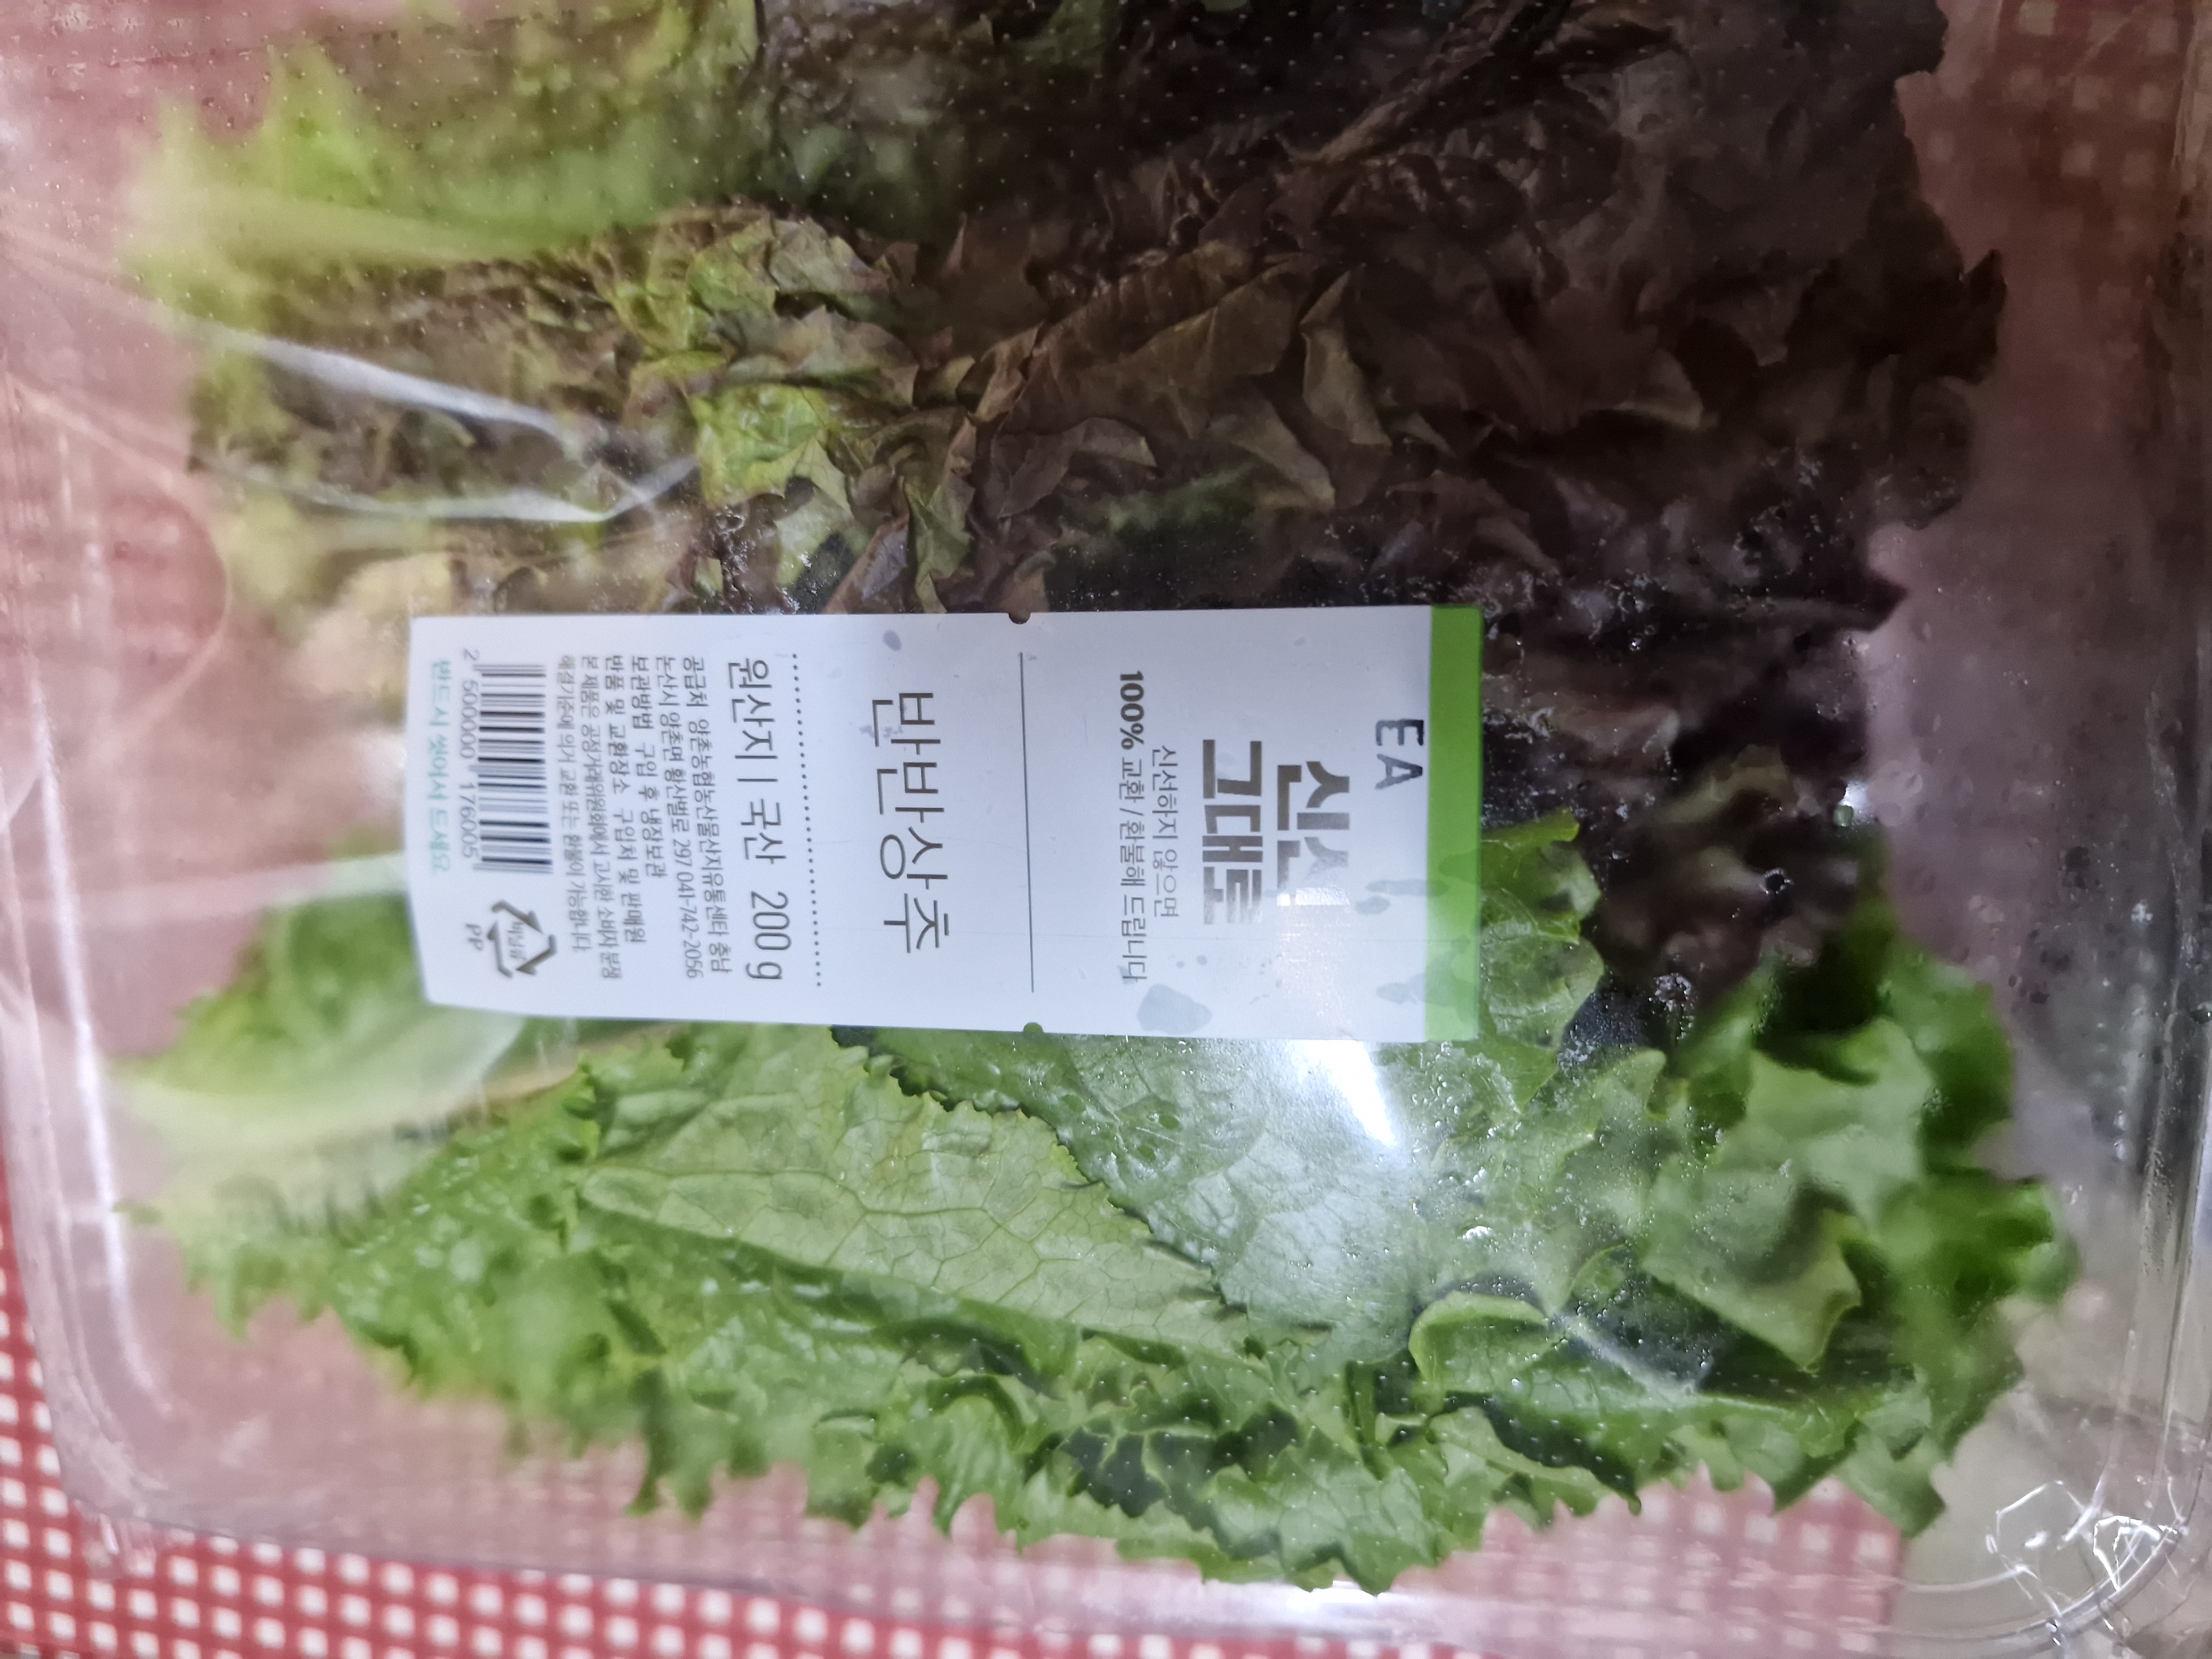 EA
신선
그대로
신선하지 않으면
100% 교환 / 환불해 드립니다
반반상추
원산지 | 국산 200 g
공급처 양촌농협농산물산지유통센타 충남
논산시 양촌면 황산벌로 297 041-742-2056
보관방법 구입 후 냉장보관
반품 및 교환장소 구입처 및 판매원
본 제품은 공정거래위원회에서 고시한 소비자 분쟁
해결기준에 의거 교환 또는 환불이 가능합니다.
2 500000 176005
비닐류
PP
반드시 씻어서 드세요